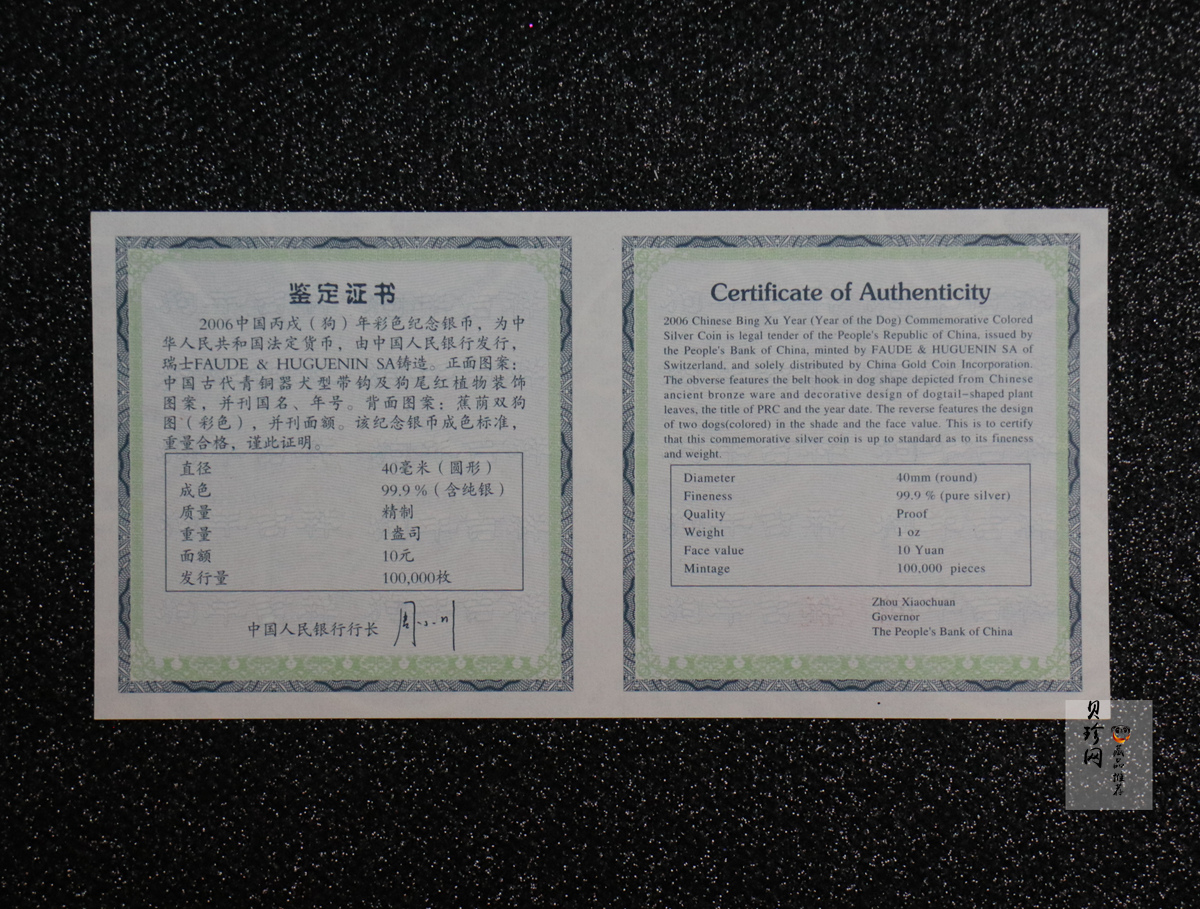 鉴定证书
2006中国丙戌（狗）年彩色纪念银币，为中
华人民共和国法定货币，由中国人民银行发行，
瑞士FAUDE & HUGUENIN SA铸造。正面图案：
中国古代青铜器犬型带钩及狗尾红植物装饰
图案，并刊国名、年号。背面图案：蕉荫双狗
图（彩色），并刊面额。该纪念银币成色标准，
重量合格，谨此证明。
直径 40毫米（圆形）
成色 99.9%（含纯银）
质量 精制
重量 1盎司
面额 10元
发行量 100,000枚
中国人民银行行长 周小川
Certificate of Authenticity
2006 Chinese Bing Xu Year (Year of the Dog) Commemorative Colored
Silver Coin is legal tender of the People's Republic of China, issued by
the People's Bank of China, minted by FAUDE & HUGUENIN SA of
Switzerland, and solely distributed by China Gold Coin Incorporation.
The obverse features the belt hook in dog shape depicted from Chinese
ancient bronze ware and decorative design of dogtail-shaped plant
leaves, the title of PRC and the year date. The reverse features the design
of two dogs(colored) in the shade and the face value. This is to certify
that this commemorative silver coin is up to standard as to its fineness
and weight.
Diameter 40mm (round)
Fineness 99.9 % (pure silver)
Quality Proof
Weight 1 oz
Face value 10 Yuan
Mintage 100,000 pieces
Zhou Xiaochuan
Governor
The People's Bank of China
贝珍网
藏品推荐